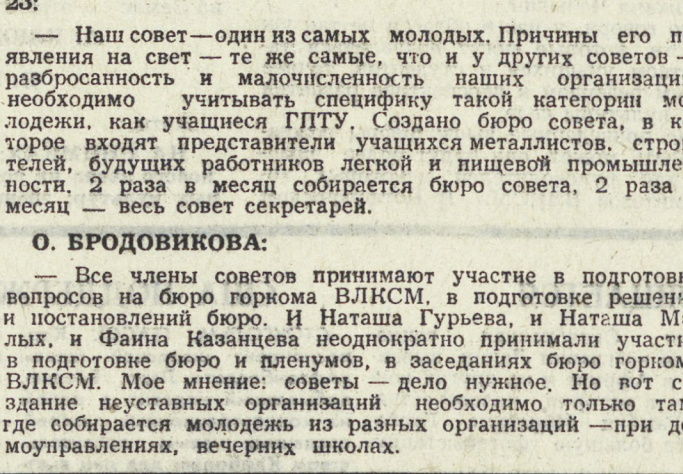 23:
— Наш совет—один из самых молодых. Причины его п
явления на свет — те же самые, что и у других советов -
разбросанность и малочисленность наших организаци
необходимо учитывать специфику такой категории мо
лодежи, как учащиеся ГПТУ. Создано бюро совета, в к
торое входят представители учащихся металлистов, стро
телей, будущих работников легкой и пищевой промышле
ности. 2 раза в месяц собирается бюро совета, 2 раза
месяц — весь совет секретарей.
О. БРОДОВИКОВА:
— Все члены советов принимают участие в подготовк
вопросов на бюро горкома ВЛКСМ, в подготовке решени
и постановлений бюро. И Наташа Гурьева, и Наташа М
лых, и Фаина Казанцева неоднократно принимали участи
в подготовке бюро и пленумов, в заседаниях бюро горком
ВЛКСМ. Мое мнение: советы — дело нужное. Но вот с
здание неуставных организаций необходимо только там
где собирается молодежь из разных организаций —при до
моуправлениях, вечерних школах.